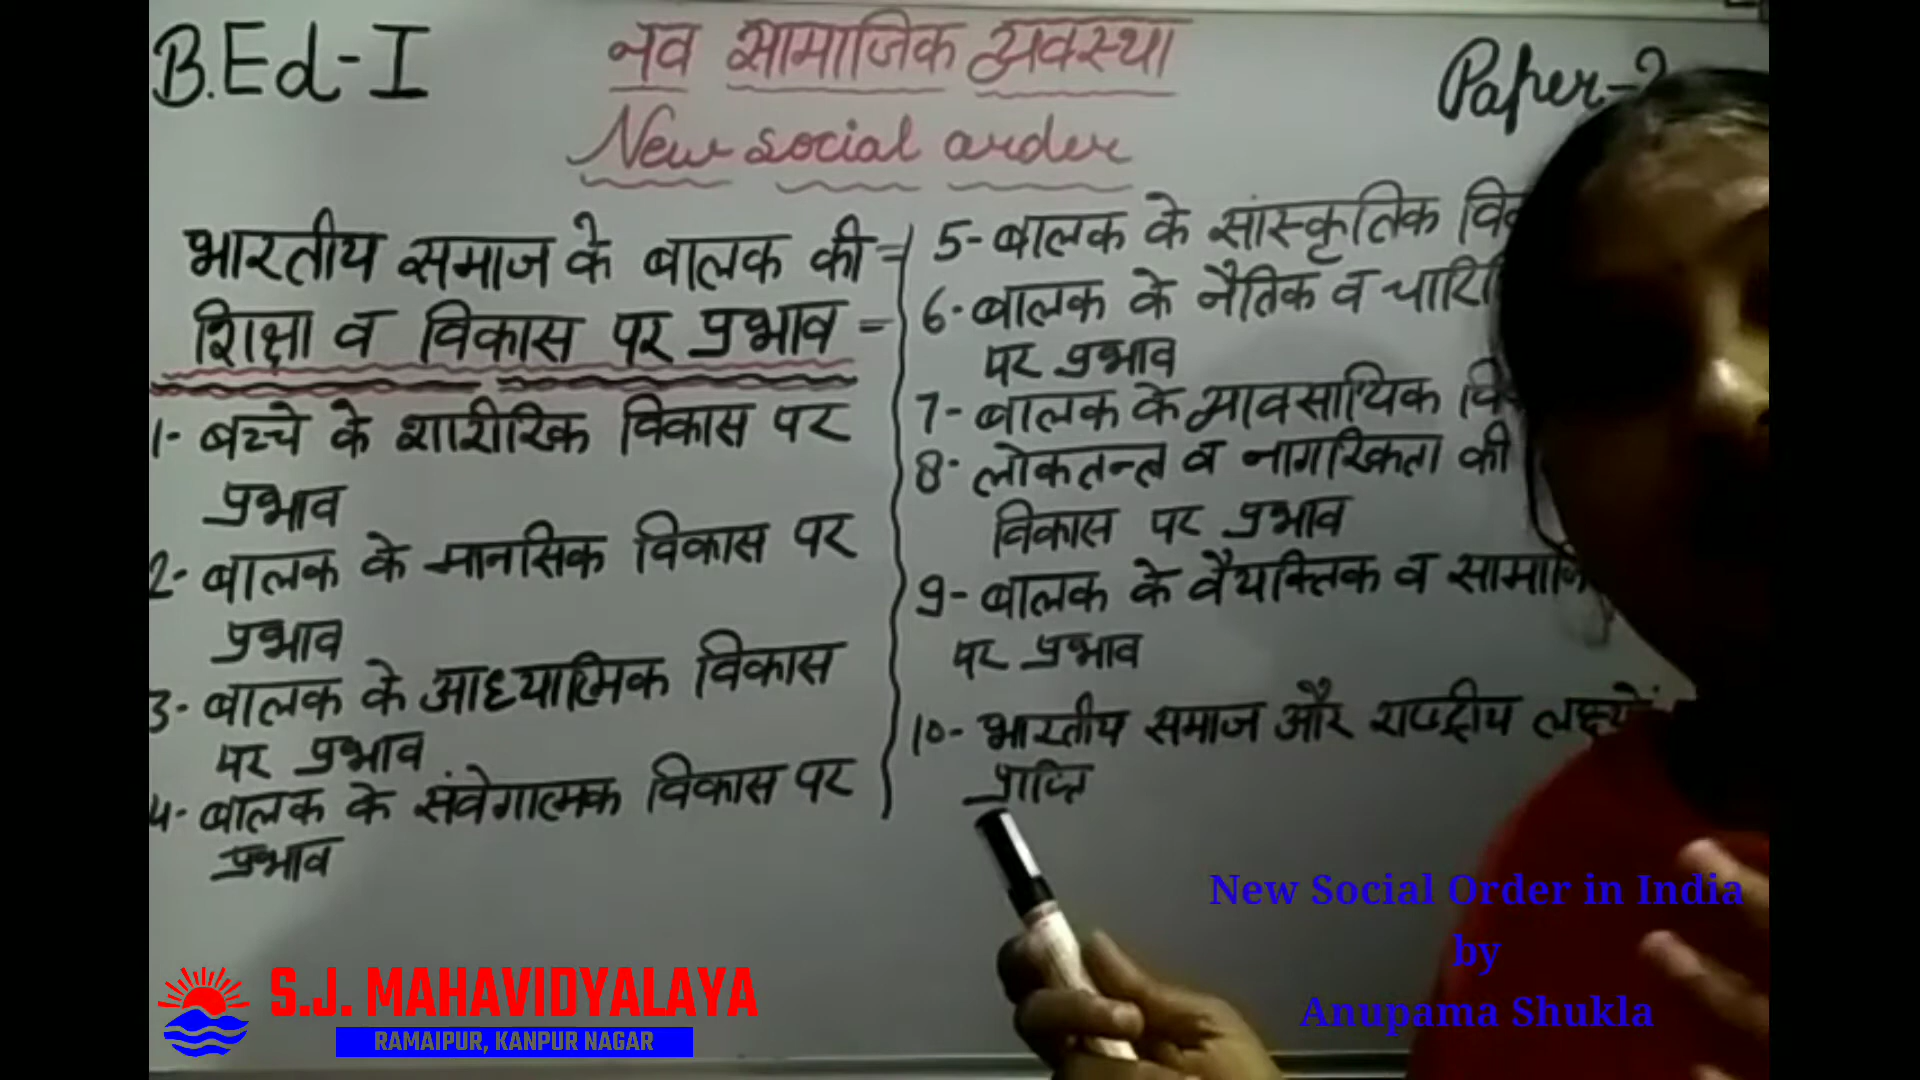 B.Ed-I
नव सामाजिक व्यवस्था
New social order
Paper-2
भारतीय समाज के बालक की
शिक्षा व विकास पर प्रभाव =
1- बच्चे के शारीरिक विकास पर
प्रभाव
2- बालक के मानसिक विकास पर
प्रभाव
3- बालक के आध्यात्मिक विकास
पर प्रभाव
4- बालक के संवेगात्मक विकास पर
प्रभाव
5- बालक के सांस्कृतिक
6- बालक के नैतिक व
पर प्रभाव
7- बालक के व्यावसायिक
8- लोकतन्त्र व नागरिकता की
विकास पर प्रभाव
9- बालक के वैयक्तिक व
पर प्रभाव
10- भारतीय समाज और राष्ट्रीय लक्ष्यों
प्राप्ति
New Social Order in India
by
Anupama Shukla
S.J. MAHAVIDYALAYA
RAMAIPUR, KANPUR NAGAR